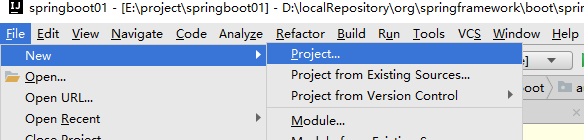 springboot01 - [E:\project\springboot01] - D:\localRepository\org\springframework\boot\sprin
File Edit View Navigate Code Analyze Refactor Build Run Tools VCS Window Help
New Project...
Open... Project from Existing Sources...
Open URL... Project from Version Control
Open Recent Module...